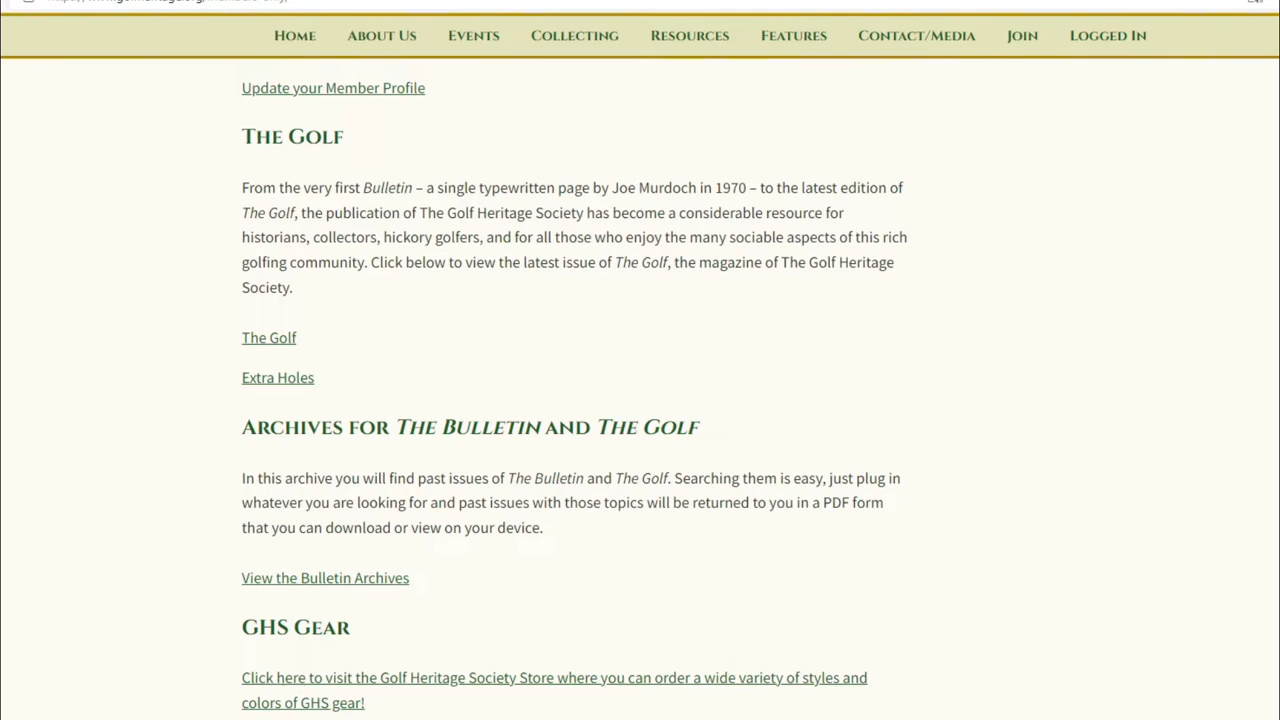 Home About Us Events Collecting Resources Features Contact/Media Join Logged In
Update your Member Profile
The Golf
From the very first Bulletin – a single typewritten page by Joe Murdoch in 1970 – to the latest edition of
The Golf, the publication of The Golf Heritage Society has become a considerable resource for
historians, collectors, hickory golfers, and for all those who enjoy the many sociable aspects of this rich
golfing community. Click below to view the latest issue of The Golf, the magazine of The Golf Heritage
Society.
The Golf
Extra Holes
Archives for The Bulletin and The Golf
In this archive you will find past issues of The Bulletin and The Golf. Searching them is easy, just plug in
whatever you are looking for and past issues with those topics will be returned to you in a PDF form
that you can download or view on your device.
View the Bulletin Archives
GHS Gear
Click here to visit the Golf Heritage Society Store where you can order a wide variety of styles and
colors of GHS gear!